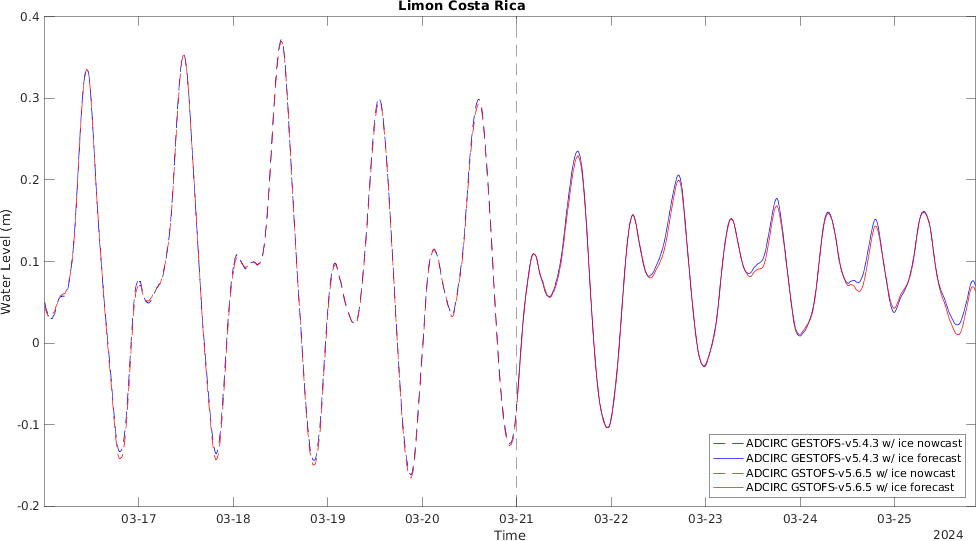 Limon Costa Rica
0.4
0.3
0.2
0.1
0
-0.1
-0.2
Water Level (m)
03-17 03-18 03-19 03-20 03-21 03-22 03-23 03-24 03-25
Time
2024
ADCIRC GESTOFS-v5.4.3 w/ ice nowcast
ADCIRC GESTOFS-v5.4.3 w/ ice forecast
ADCIRC GSTOFS-v5.6.5 w/ ice nowcast
ADCIRC GSTOFS-v5.6.5 w/ ice forecast